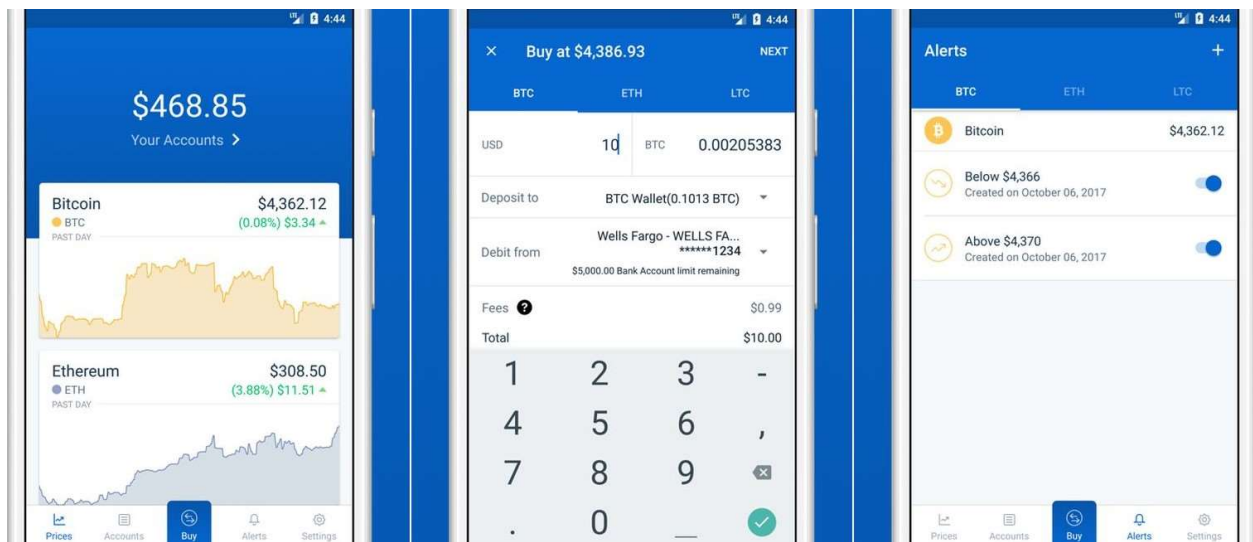 LTE 4:44
$468.85
Your Accounts >
Bitcoin $4,362.12
BTC (0.08%) $3.34
PAST DAY
Ethereum $308.50
ETH (3.88%) $11.51
PAST DAY
Prices Accounts Buy Alerts Settings
LTE 4:44
× Buy at $4,386.93 NEXT
BTC ETH LTC
USD 10 BTC 0.00205383
Deposit to BTC Wallet(0.1013 BTC)
Debit from Wells Fargo - WELLS FA...
******1234
$5,000.00 Bank Account limit remaining
Fees ? $0.99
Total $10.00
1 2 3 -
4 5 6 ,
7 8 9
. 0 _
LTE 4:44
Alerts +
BTC ETH LTC
Bitcoin $4,362.12
Below $4,366
Created on October 06, 2017
Above $4,370
Created on October 06, 2017
Prices Accounts Buy Alerts Settings